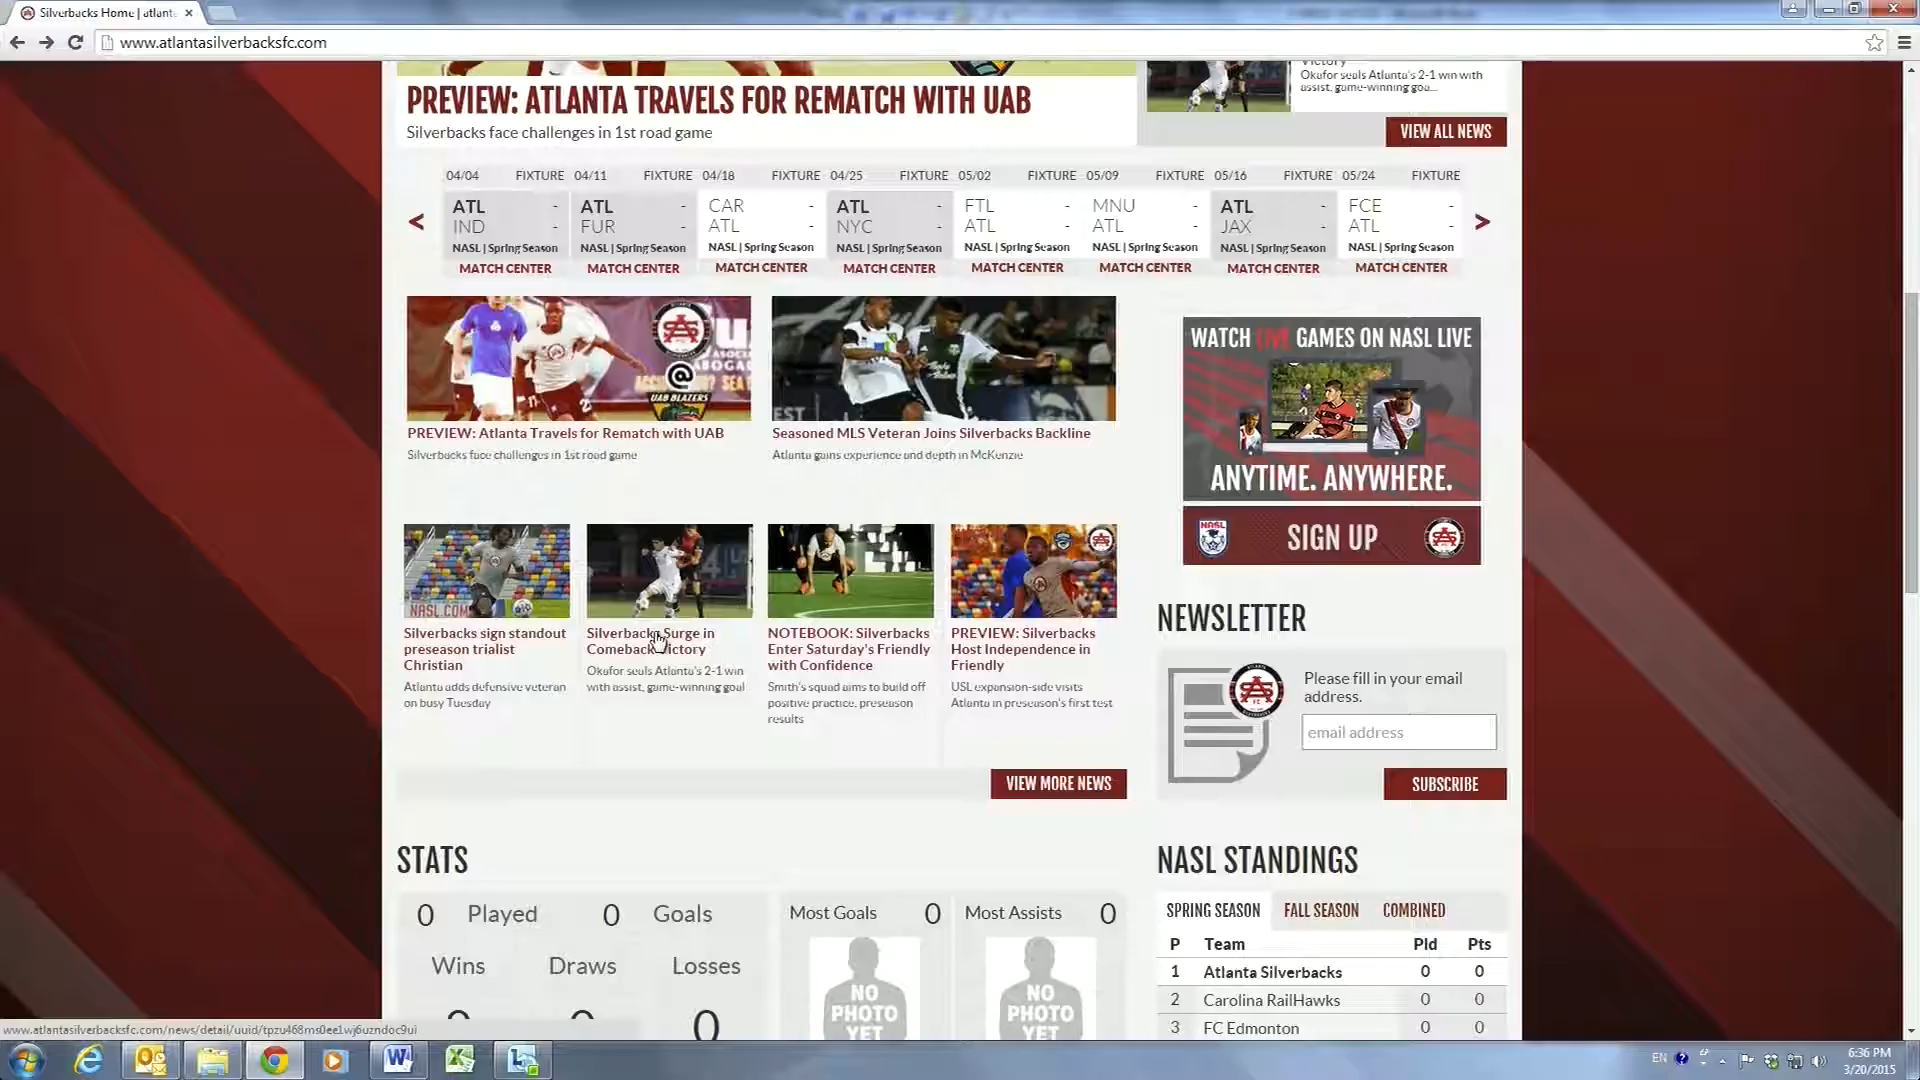 Silverbacks Home | atlant
www.atlantasilverbacksfc.com
PREVIEW: ATLANTA TRAVELS FOR REMATCH WITH UAB
Silverbacks face challenges in 1st road game
Victory
Okafor seals Atlanta's 2-1 win with
assist, game-winning goa...
VIEW ALL NEWS
04/04 FIXTURE 04/11 FIXTURE 04/18 FIXTURE 04/25 FIXTURE 05/02 FIXTURE 05/09 FIXTURE 05/16 FIXTURE 05/24 FIXTURE
< ATL - ATL - CAR - ATL - FTL - MNU - ATL - FCE - >
IND - FUR - ATL - NYC - ATL - ATL - JAX - ATL -
NASL | Spring Season NASL | Spring Season NASL | Spring Season NASL | Spring Season NASL | Spring Season NASL | Spring Season NASL | Spring Season NASL | Spring Season
MATCH CENTER MATCH CENTER MATCH CENTER MATCH CENTER MATCH CENTER MATCH CENTER MATCH CENTER MATCH CENTER
@
UAB BLAZERS
PREVIEW: Atlanta Travels for Rematch with UAB
Silverbacks face challenges in 1st road game
Seasoned MLS Veteran Joins Silverbacks Backline
Atlanta gains experience and depth in McKenzie
WATCH LIVE GAMES ON NASL LIVE
ANYTIME. ANYWHERE.
NASL SIGN UP
NASL.COM
Silverbacks sign standout
preseason trialist
Christian
Atlanta adds defensive veteran
on busy Tuesday
Silverbacks Surge in
Comeback Victory
Okafor seals Atlanta's 2-1 win
with assist, game-winning goal
NOTEBOOK: Silverbacks
Enter Saturday's Friendly
with Confidence
Smith's squad aims to build off
positive practice, preseason
results
PREVIEW: Silverbacks
Host Independence in
Friendly
USL expansion-side visits
Atlanta in preseason's first test
VIEW MORE NEWS
NEWSLETTER
Please fill in your email
address.
email address
SUBSCRIBE
STATS
0 Played 0 Goals
Wins Draws Losses
0 0 0
Most Goals 0
NO
PHOTO
YET
Most Assists 0
NO
PHOTO
YET
NASL STANDINGS
SPRING SEASON FALL SEASON COMBINED
P Team Pld Pts
1 Atlanta Silverbacks 0 0
2 Carolina RailHawks 0 0
3 FC Edmonton 0 0
EN
6:36 PM
3/20/2015